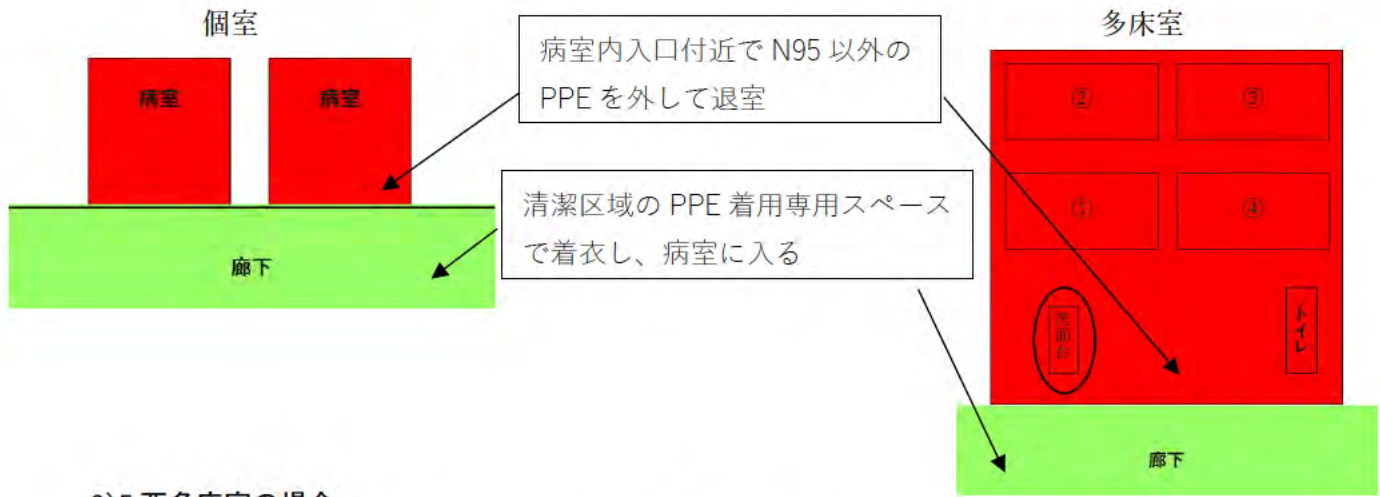 個室
多床室
病室内入口付近で N95 以外の
PPE を外して退室
病室
病室
②
③
清潔区域の PPE 着用専用スペース
で着衣し、病室に入る
①
④
廊下
洗面台
トイレ
廊下